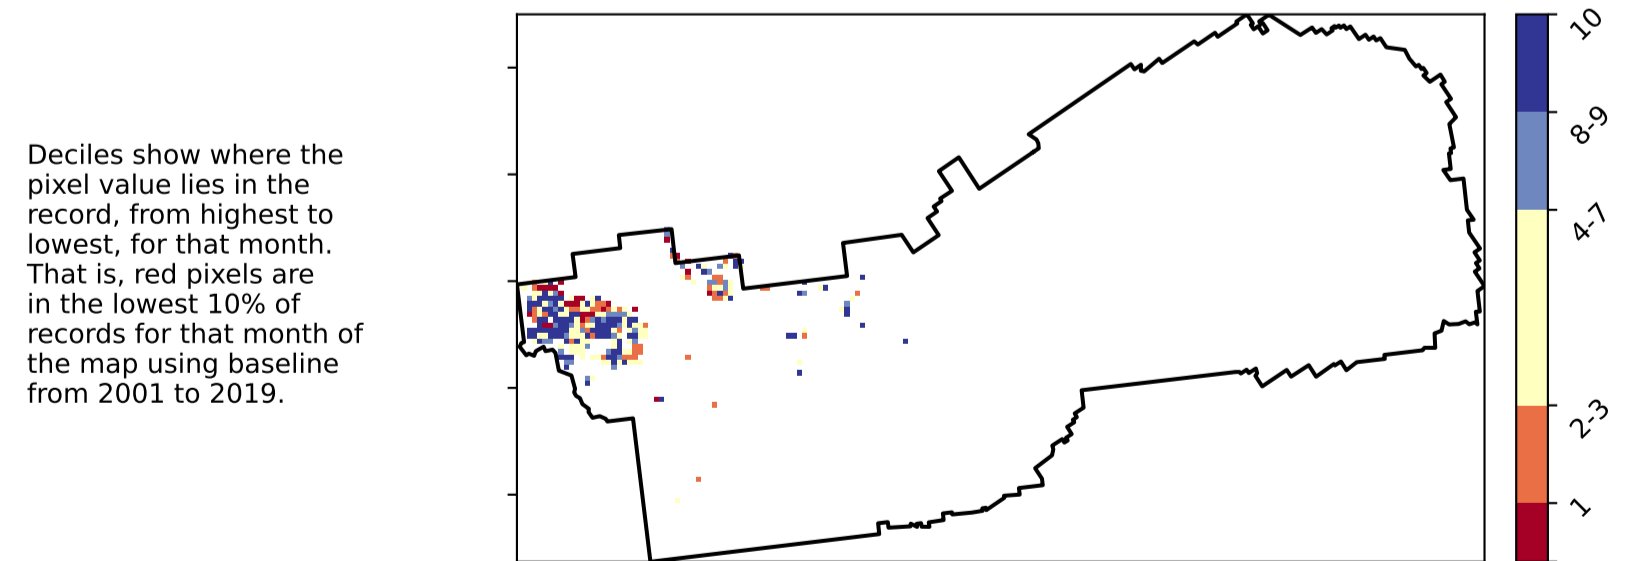 Deciles show where the
pixel value lies in the
record, from highest to
lowest, for that month.
That is, red pixels are
in the lowest 10% of
records for that month of
the map using baseline
from 2001 to 2019.
10
8-9
4-7
2-3
1